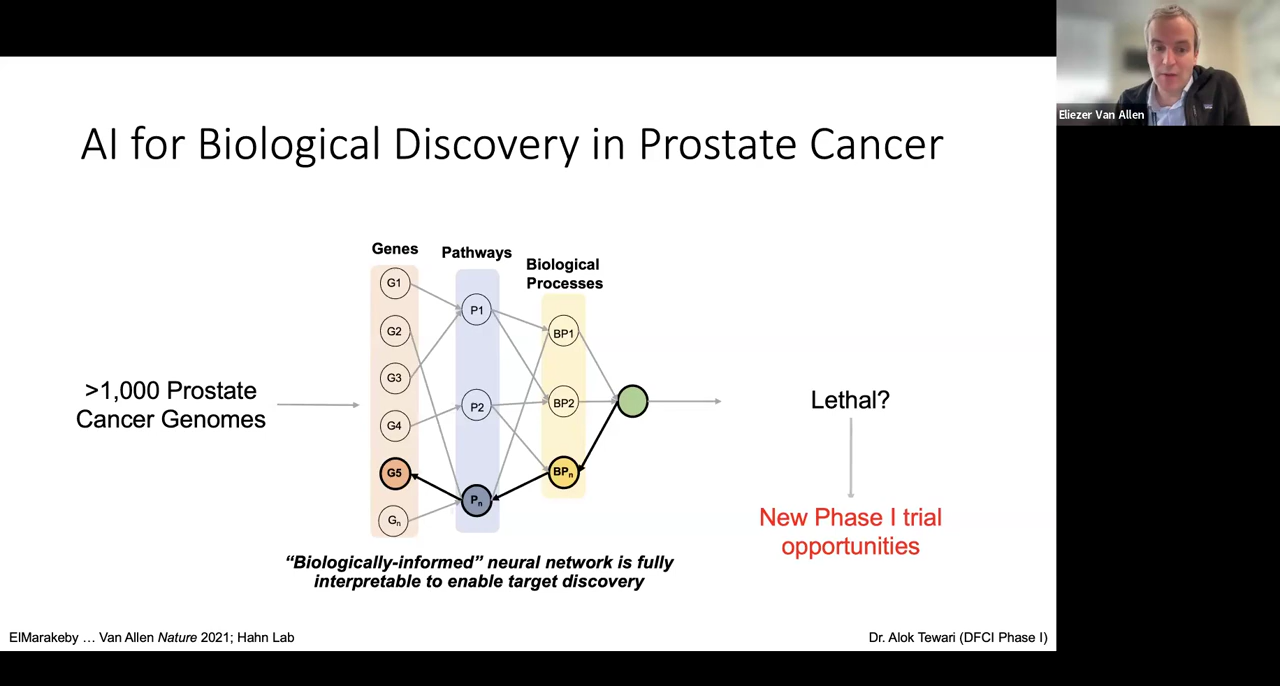 Eliezer Van Allen
AI for Biological Discovery in Prostate Cancer
Genes
Pathways
Biological
Processes
G1
G2
G3
G4
G5
Gn
P1
P2
Pn
BP1
BP2
BPn
>1,000 Prostate
Cancer Genomes
Lethal?
New Phase I trial
opportunities
“Biologically-informed” neural network is fully
interpretable to enable target discovery
ElMarakeby … Van Allen Nature 2021; Hahn Lab
Dr. Alok Tewari (DFCI Phase I)